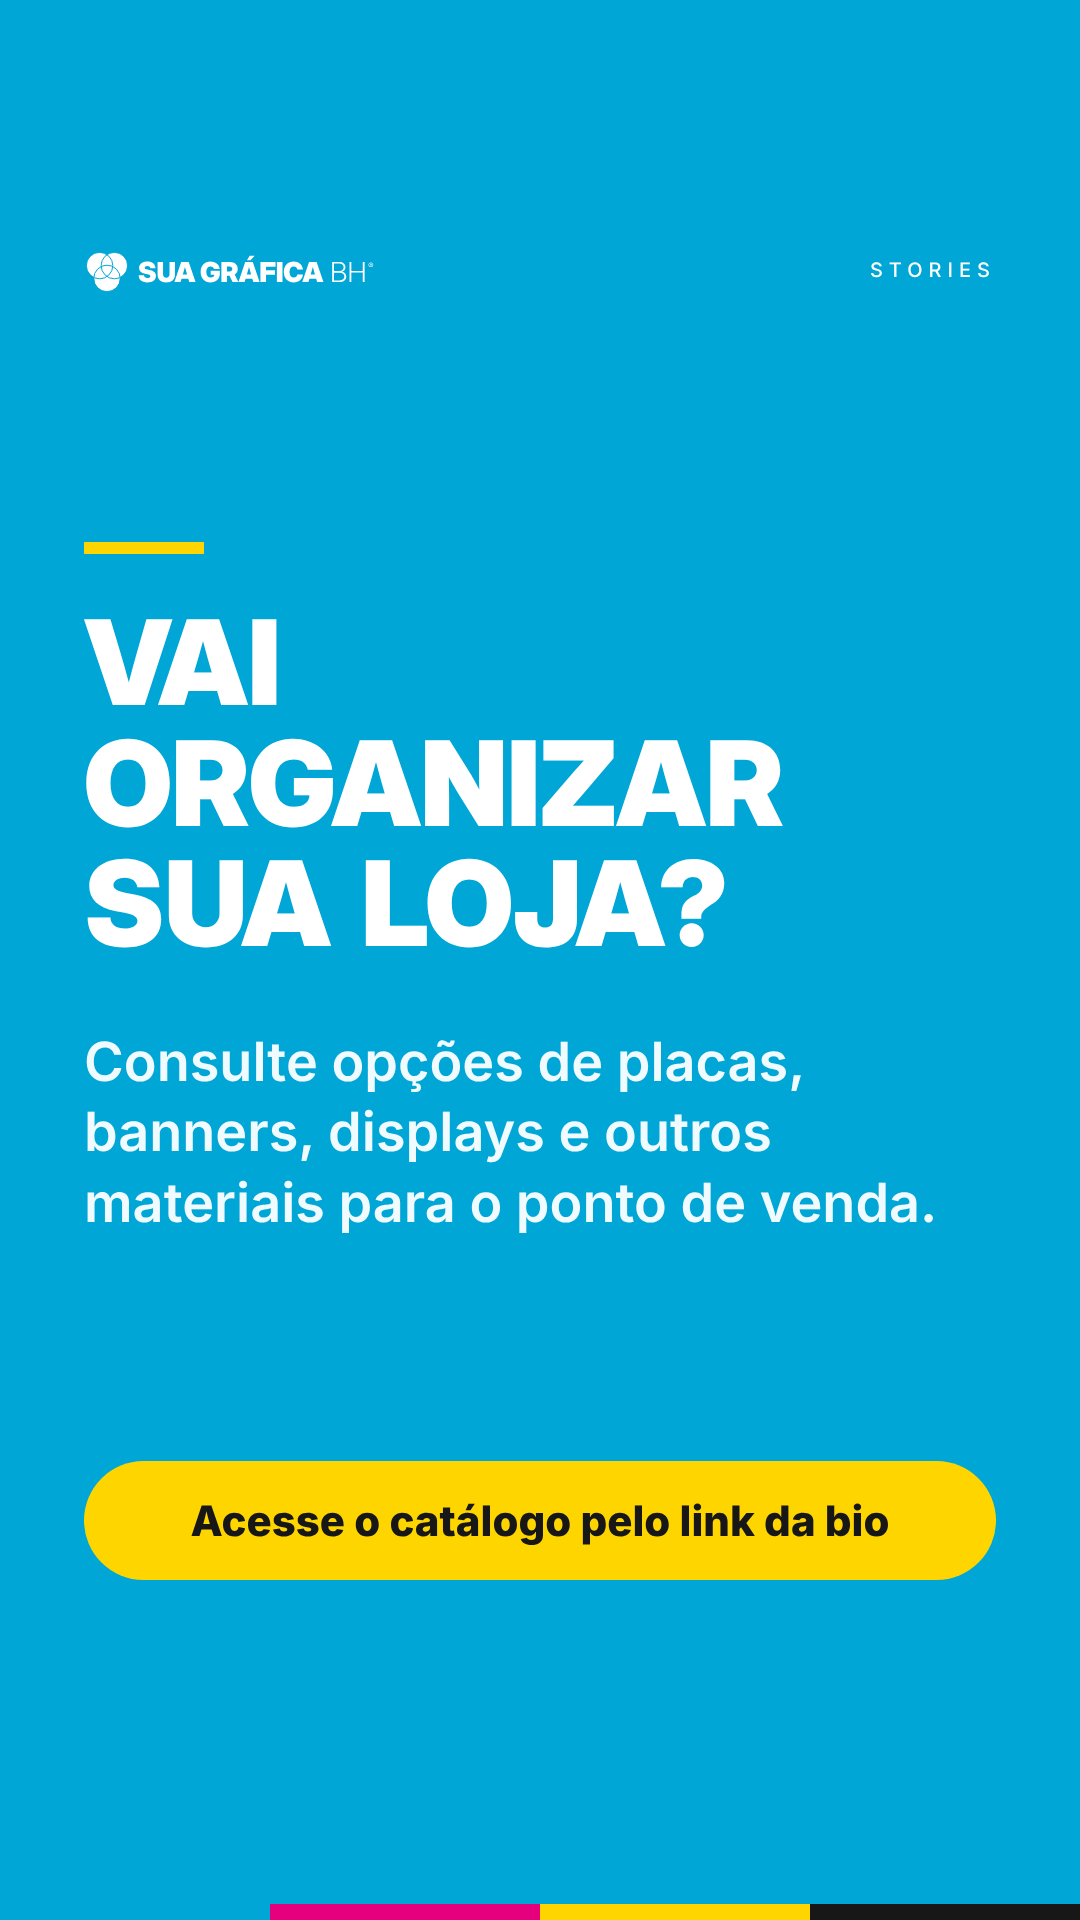 SUA GRÁFICA BH®
STORIES
VAI
ORGANIZAR
SUA LOJA?
Consulte opções de placas,
banners, displays e outros
materiais para o ponto de venda.
Acesse o catálogo pelo link da bio